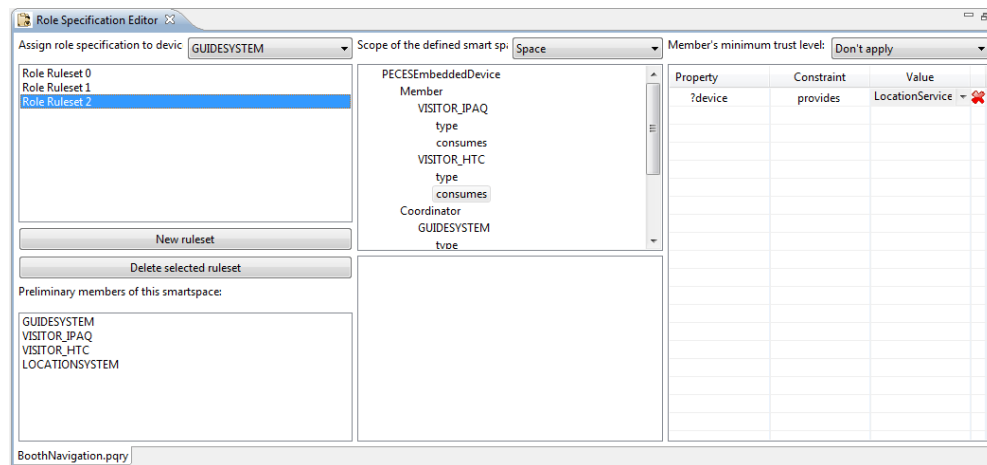 Role Specification Editor
Assign role specification to devic GUIDESYSTEM Scope of the defined smart spa Space Member's minimum trust level: Don't apply
Role Ruleset 0
Role Ruleset 1
Role Ruleset 2
New ruleset
Delete selected ruleset
Preliminary members of this smartspace:
GUIDESYSTEM
VISITOR_IPAQ
VISITOR_HTC
LOCATIONSYSTEM
PECESEmbeddedDevice
Member
VISITOR_IPAQ
type
consumes
VISITOR_HTC
type
consumes
Coordinator
GUIDESYSTEM
type
Property Constraint Value
?device provides LocationService
BoothNavigation.pqry